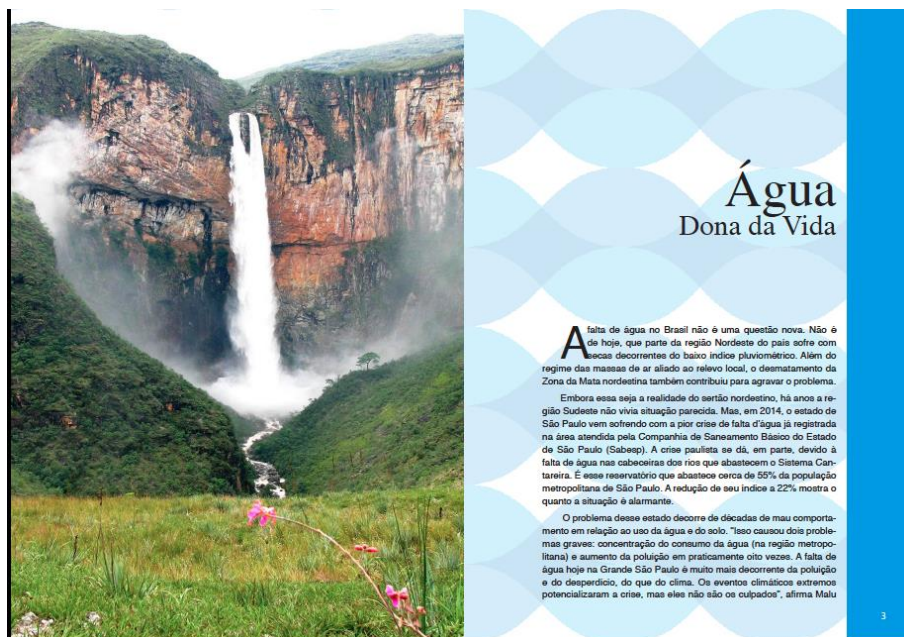 Água
Dona da Vida
A falta de água no Brasil não é uma questão nova. Não é
de hoje, que parte da região Nordeste do país sofre com
secas decorrentes do baixo índice pluviométrico. Além do
regime das massas de ar aliado ao relevo local, o desmatamento da
Zona da Mata nordestina também contribuiu para agravar o problema.
Embora essa seja a realidade do sertão nordestino, há anos a re-
gião Sudeste não vivia situação parecida. Mas, em 2014, o estado de
São Paulo vem sofrendo com a pior crise de falta d'água já registrada
na área atendida pela Companhia de Saneamento Básico do Estado
de São Paulo (Sabesp). A crise paulista se dá, em parte, devido à
falta de água nas cabeceiras dos rios que abastecem o Sistema Can-
tareira. É esse reservatório que abastece cerca de 55% da população
metropolitana de São Paulo. A redução de seu índice a 22% mostra o
quanto a situação é alarmante.
O problema desse estado decorre de décadas de mau comporta-
mento em relação ao uso da água e do solo. "Isso causou dois proble-
mas graves: concentração do consumo da água (na região metropo-
litana) e aumento da poluição em praticamente oito vezes. A falta de
água hoje na Grande São Paulo é muito mais decorrente da poluição
e do desperdício, do que do clima. Os eventos climáticos extremos
potencializaram a crise, mas eles não são os culpados", afirma Malu
3